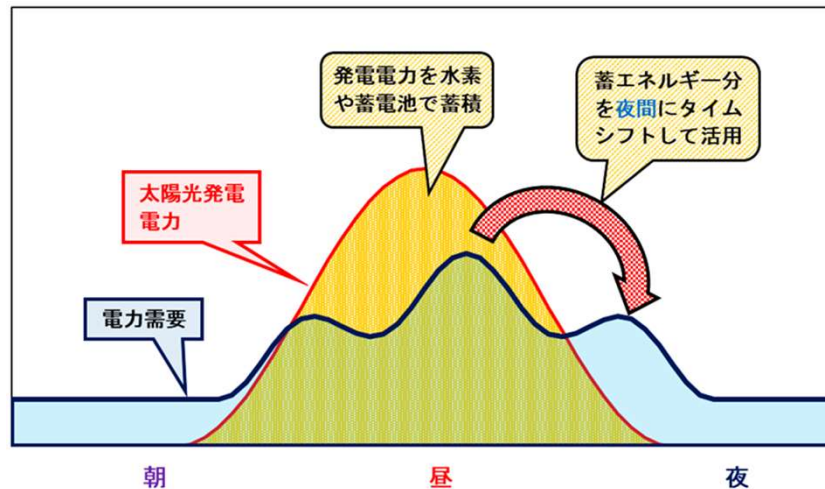 発電電力を水素
や蓄電池で蓄積
蓄エネルギー分
を夜間にタイム
シフトして活用
太陽光発電
電力
電力需要
朝
昼
夜